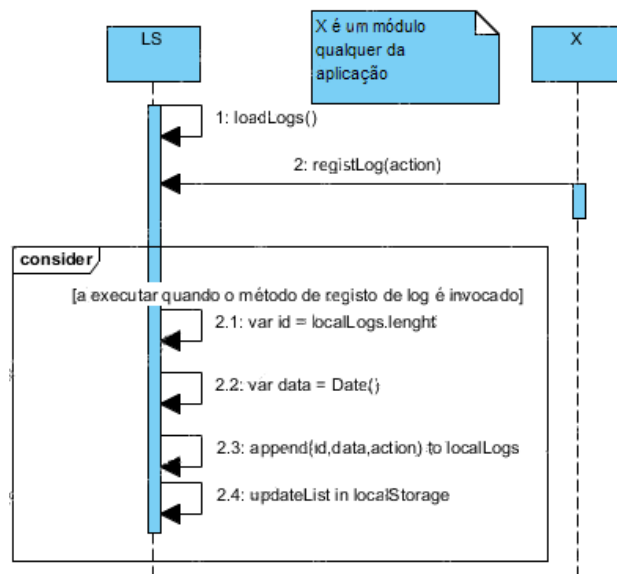 LS
X é um módulo
qualquer da
aplicação
X
1: loadLogs()
2: registLog(action)
consider
[a executar quando o método de registo de log é invocado]
2.1: var id = localLogs.lenght
2.2: var data = Date()
2.3: append(id,data,action) to localLogs
2.4: updateList in localStorage